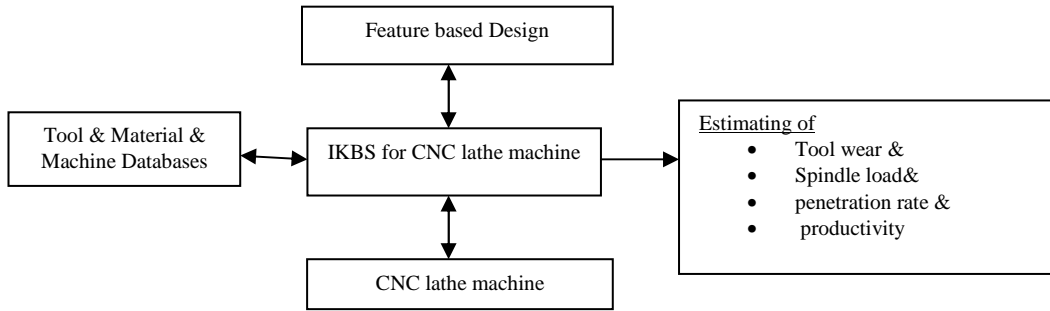 Feature based Design
Tool & Material &
Machine Databases
IKBS for CNC lathe machine
Estimating of
• Tool wear &
• Spindle load&
• penetration rate &
• productivity
CNC lathe machine